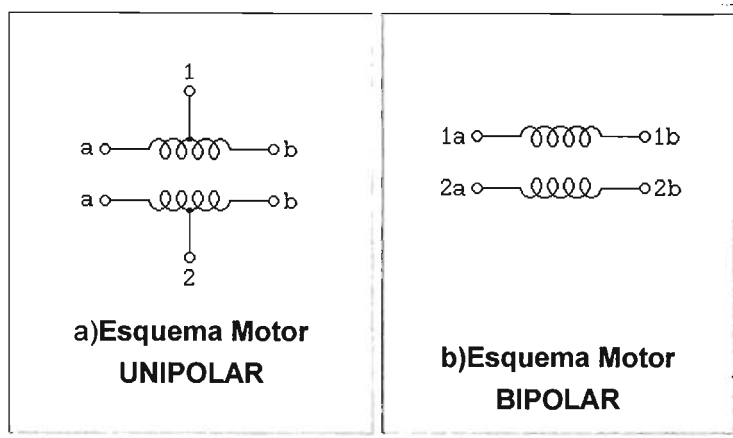 1
a b
a b
2
a)Esquema Motor
UNIPOLAR
1a 1b
2a 2b
b)Esquema Motor
BIPOLAR